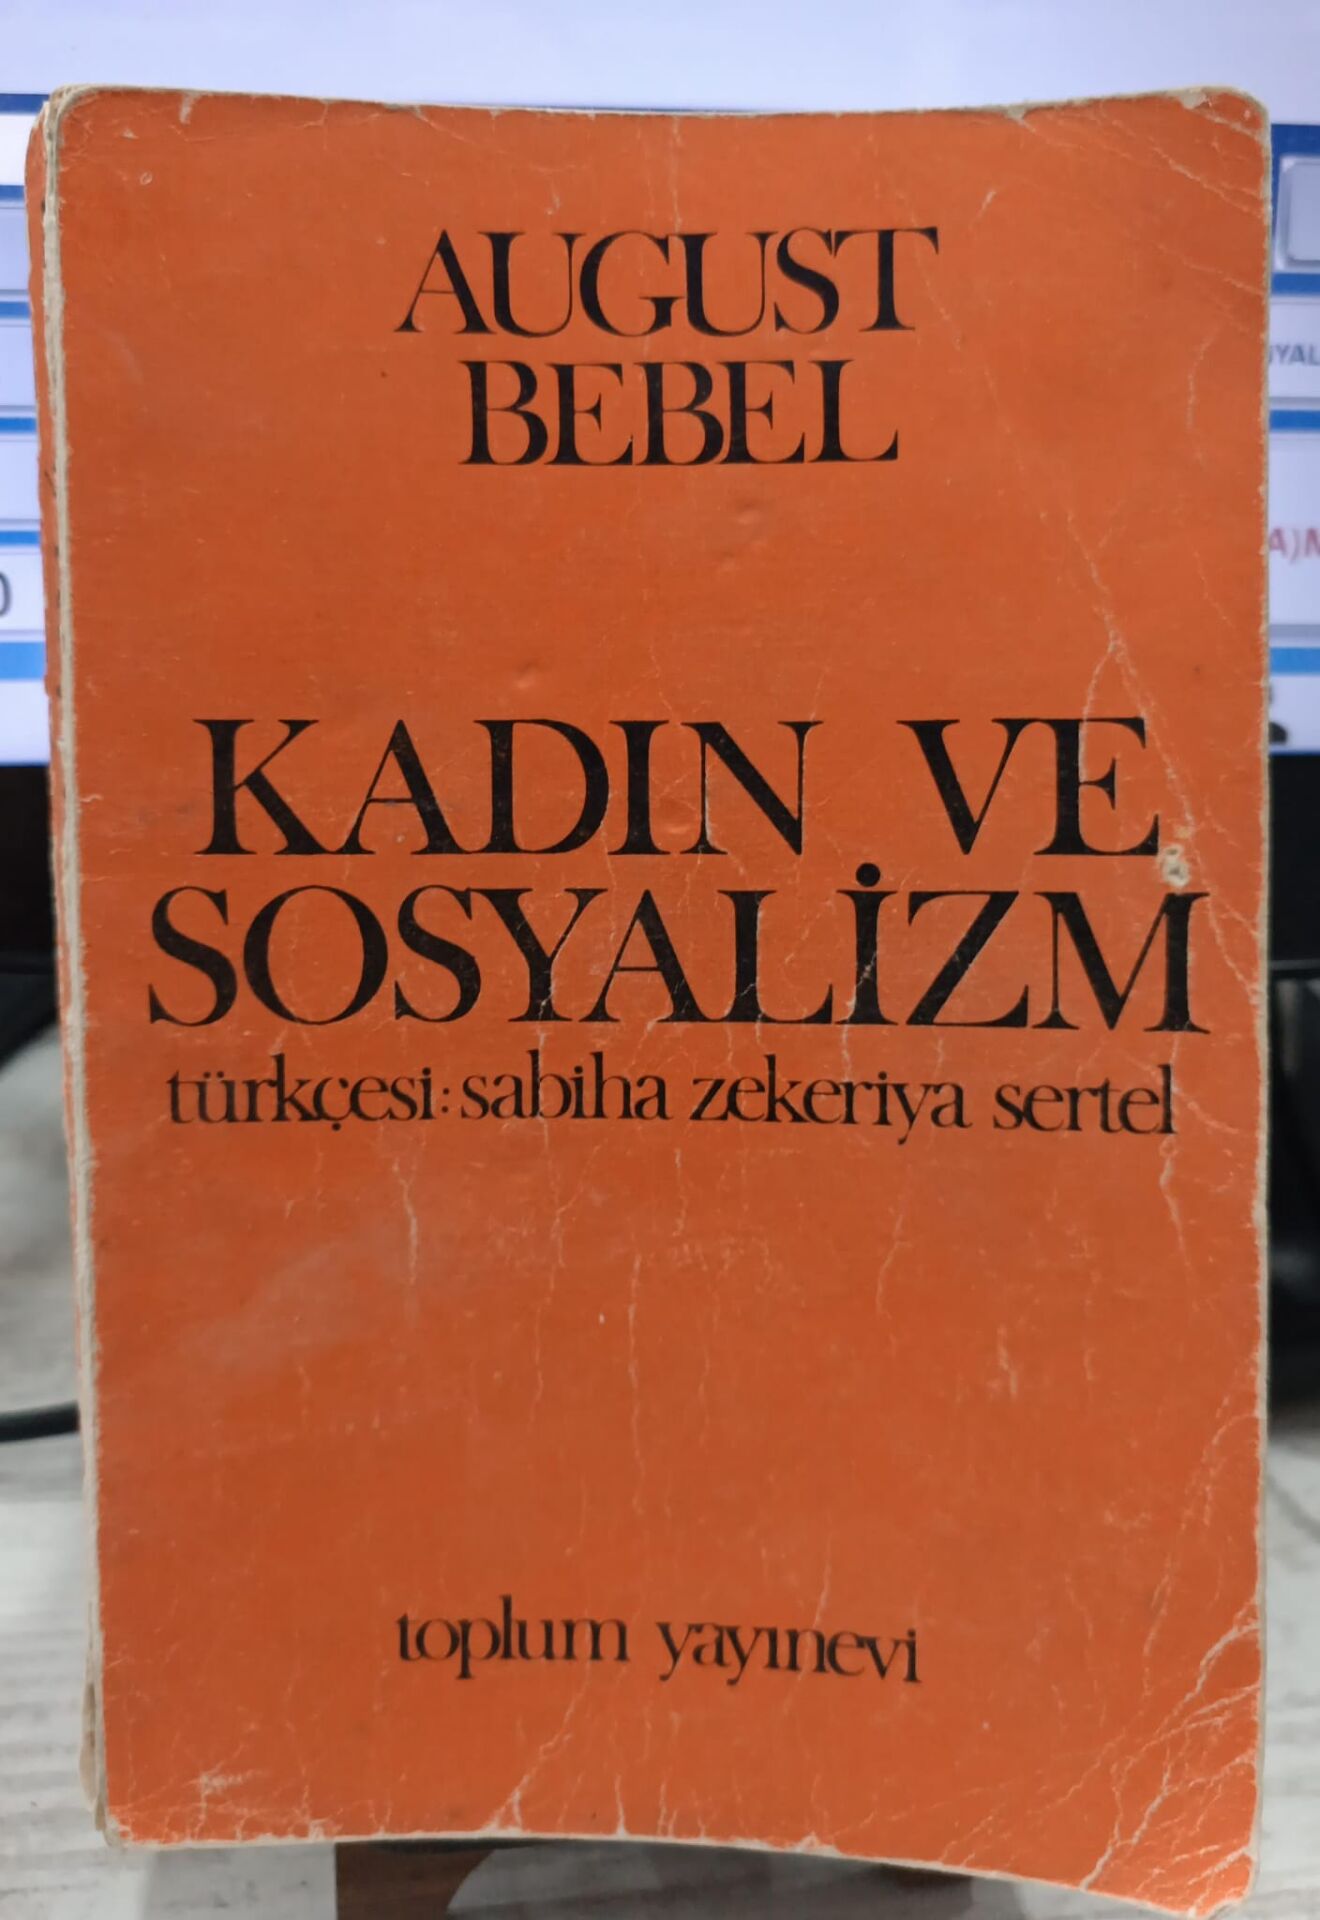 AUGUST
BEBEL
KADIN VE
SOSYALİZM
türkçesi: sabiha zekeriya sertel
toplum yayınevi